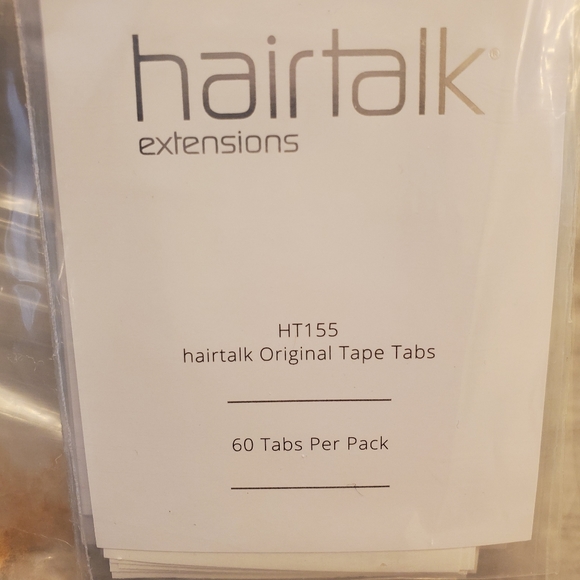 hairtalk®
extensions
HT155
hairtalk Original Tape Tabs
60 Tabs Per Pack